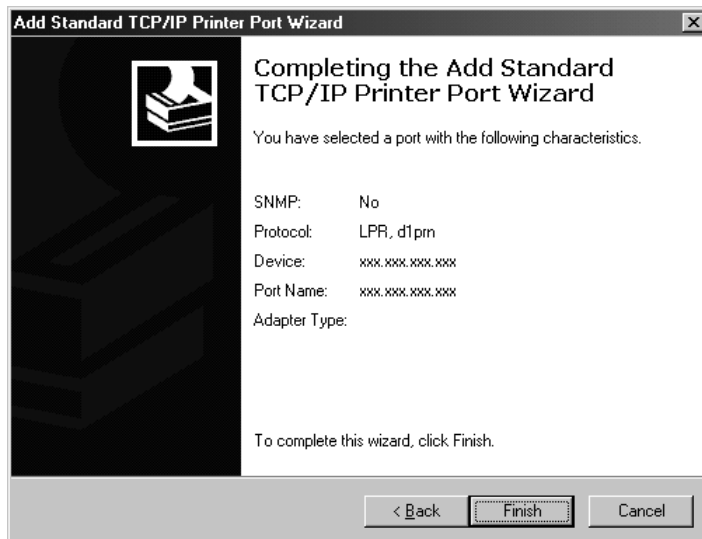 Add Standard TCP/IP Printer Port Wizard
Completing the Add Standard
TCP/IP Printer Port Wizard
You have selected a port with the following characteristics.
SNMP: No
Protocol: LPR, d1prn
Device: xxx.xxx.xxx.xxx
Port Name: xxx.xxx.xxx.xxx
Adapter Type:
To complete this wizard, click Finish.
< Back Finish Cancel